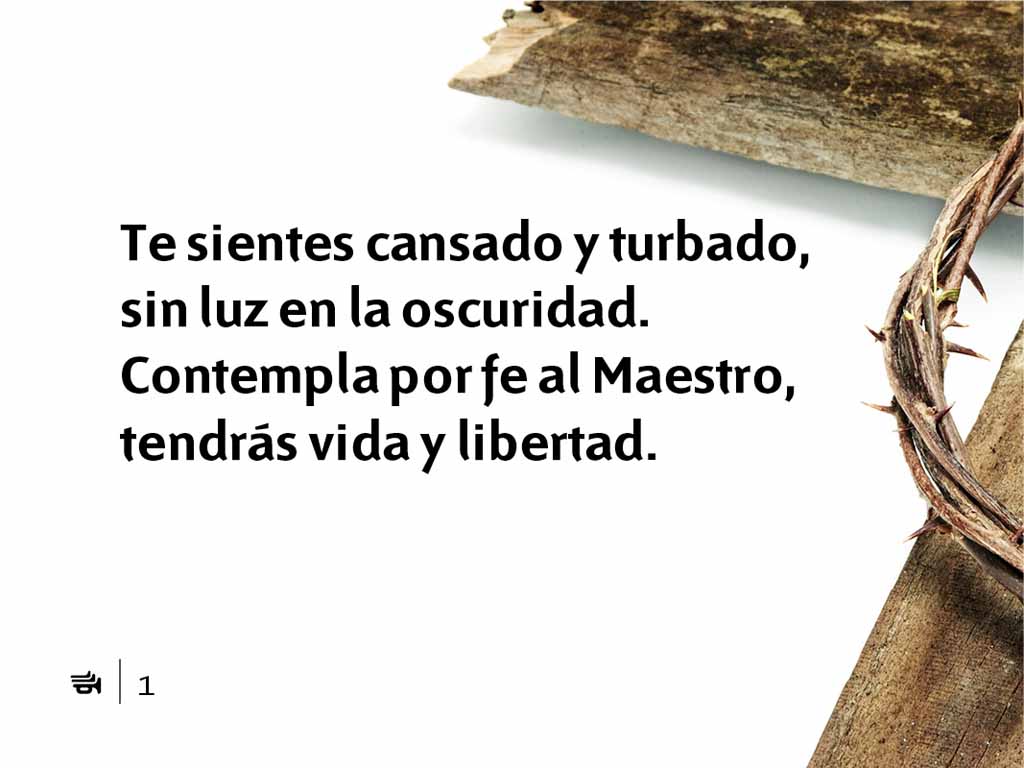 Te sientes cansado y turbado,
sin luz en la oscuridad.
Contempla por fe al Maestro,
tendrás vida y libertad.
1